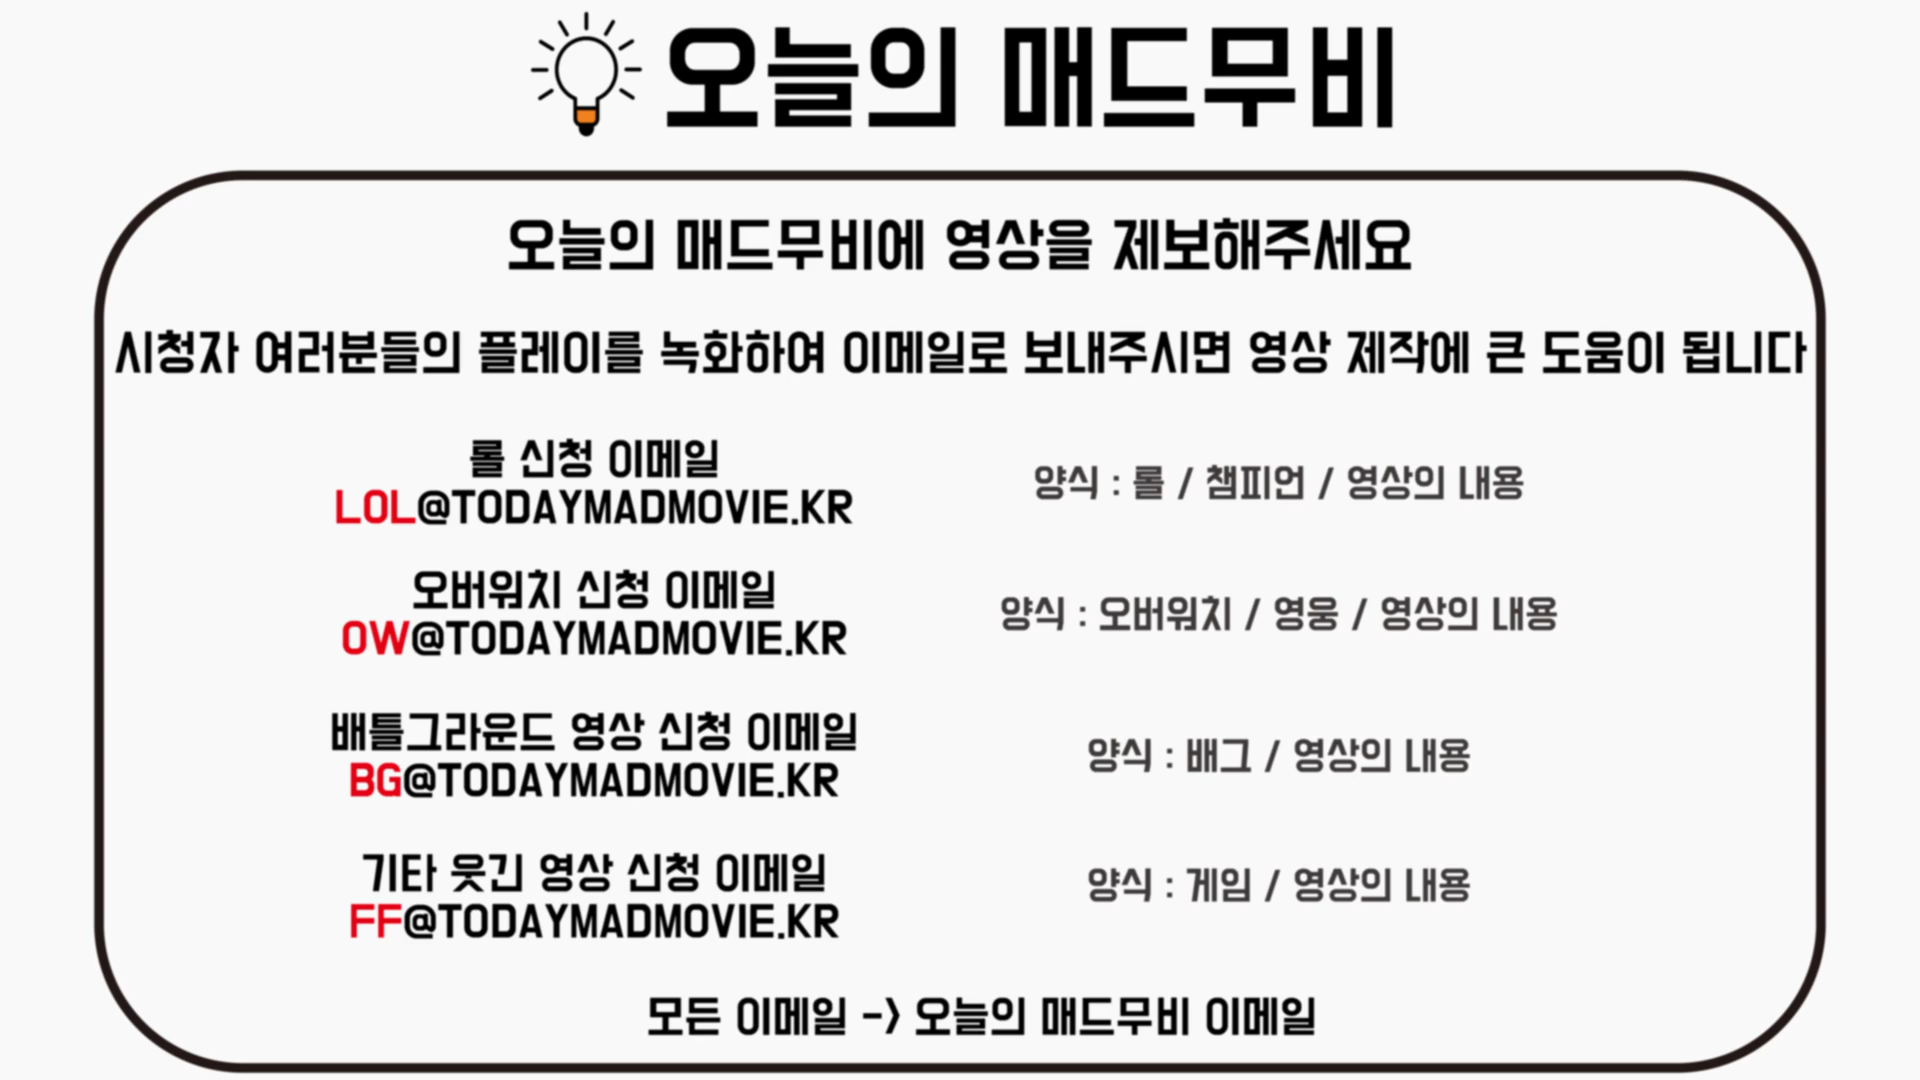 오늘의 매드무비
오늘의 매드무비에 영상을 제보해주세요
시청자 여러분들의 플레이를 녹화하여 이메일로 보내주시면 영상 제작에 큰 도움이 됩니다
롤 신청 이메일
LOL@TODAYMADMOVIE.KR
양식 : 롤 / 챔피언 / 영상의 내용
오버워치 신청 이메일
OW@TODAYMADMOVIE.KR
양식 : 오버워치 / 영웅 / 영상의 내용
배틀그라운드 영상 신청 이메일
BG@TODAYMADMOVIE.KR
양식 : 배그 / 영상의 내용
기타 웃긴 영상 신청 이메일
FF@TODAYMADMOVIE.KR
양식 : 게임 / 영상의 내용
모든 이메일 -> 오늘의 매드무비 이메일